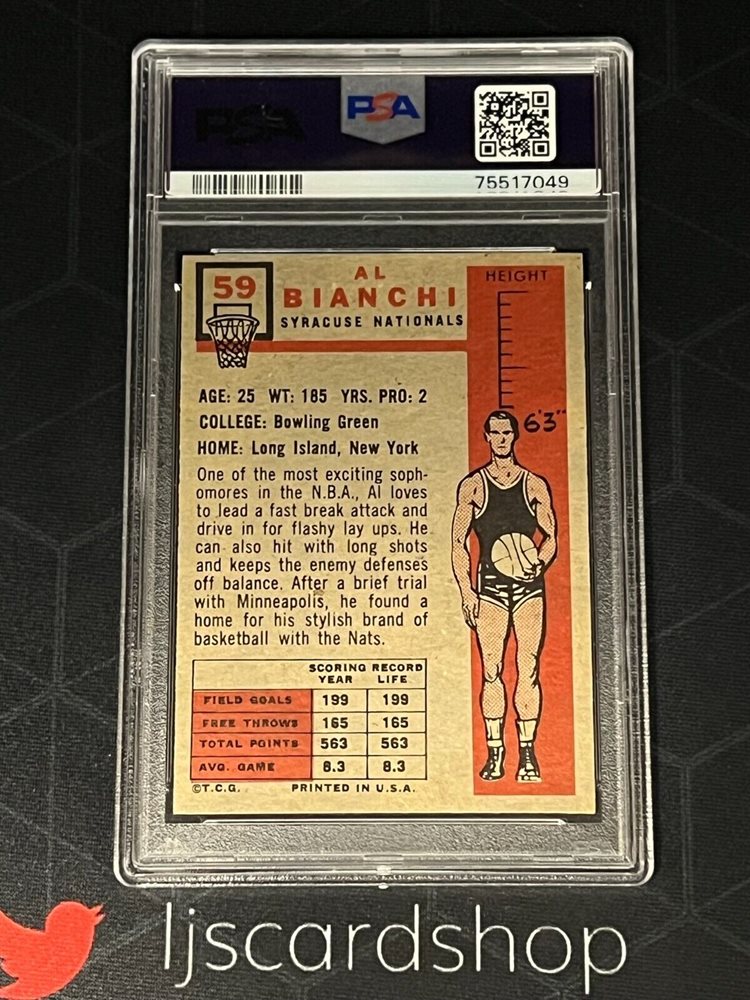 PSA
PSA
75517049
59
AL
BIANCHI
SYRACUSE NATIONALS
HEIGHT
6'3"
AGE: 25 WT: 185 YRS. PRO: 2
COLLEGE: Bowling Green
HOME: Long Island, New York
One of the most exciting soph-
omores in the N.B.A., Al loves
to lead a fast break attack and
drive in for flashy lay ups. He
can also hit with long shots
and keeps the enemy defenses
off balance. After a brief trial
with Minneapolis, he found a
home for his stylish brand of
basketball with the Nats.
SCORING RECORD
YEAR LIFE
FIELD GOALS 199 199
FREE THROWS 165 165
TOTAL POINTS 563 563
AVG. GAME 8.3 8.3
©T.C.G. PRINTED IN U.S.A.
ljscardshop